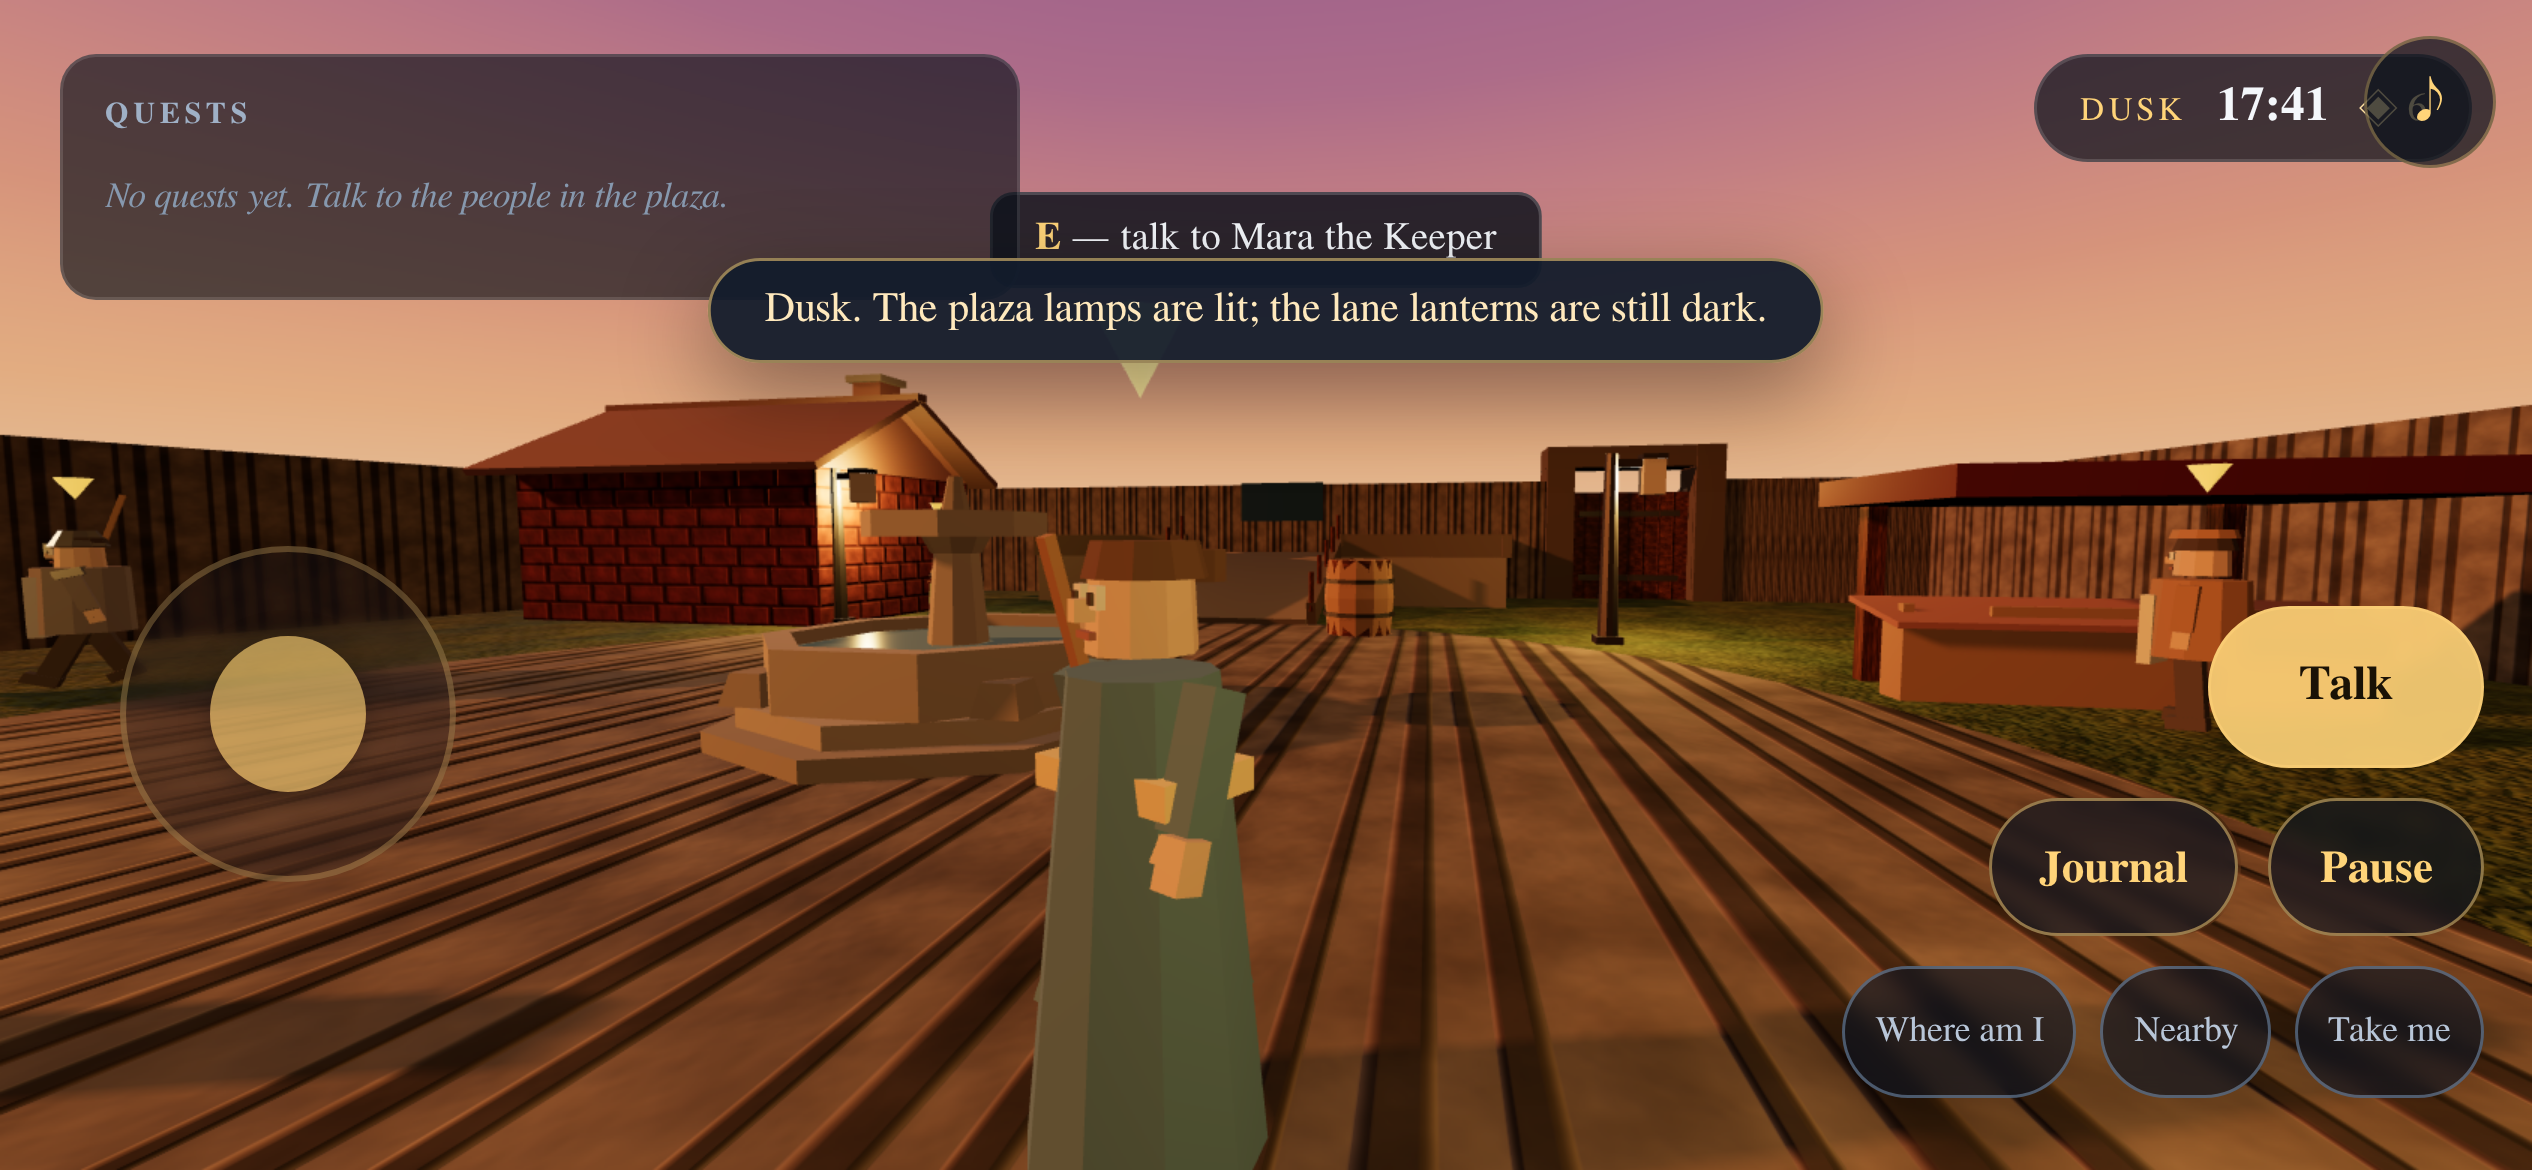 QUESTS
No quests yet. Talk to the people in the plaza.
DUSK 17:41 ◈ 6
E — talk to Mara the Keeper
Dusk. The plaza lamps are lit; the lane lanterns are still dark.
Talk
Journal
Pause
Where am I
Nearby
Take me